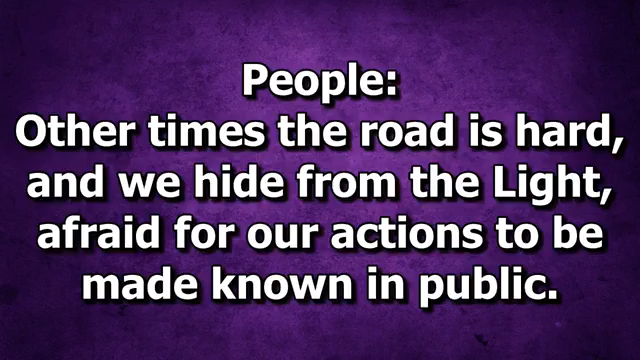 People:
Other times the road is hard,
and we hide from the Light,
afraid for our actions to be
made known in public.